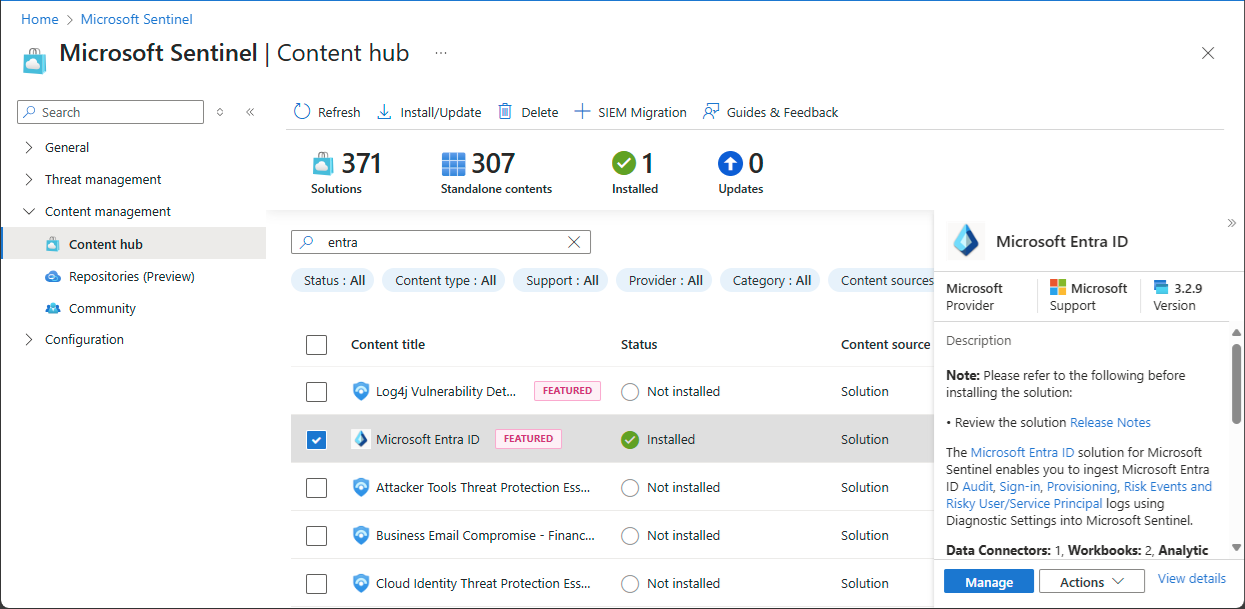 Home > Microsoft Sentinel
Microsoft Sentinel | Content hub ...
Search
General
Threat management
Content management
Content hub
Repositories (Preview)
Community
Configuration
Refresh Install/Update Delete SIEM Migration Guides & Feedback
371 307 1 0
Solutions Standalone contents Installed Updates
entra
Status : All Content type : All Support : All Provider : All Category : All Content sources
Content title Status Content source
Log4j Vulnerability Det... FEATURED Not installed Solution
Microsoft Entra ID FEATURED Installed Solution
Attacker Tools Threat Protection Ess... Not installed Solution
Business Email Compromise - Financ... Not installed Solution
Cloud Identity Threat Protection Ess... Not installed Solution
Microsoft Entra ID
Microsoft Microsoft 3.2.9
Provider Support Version
Description
Note: Please refer to the following before
installing the solution:
• Review the solution Release Notes
The Microsoft Entra ID solution for Microsoft
Sentinel enables you to ingest Microsoft Entra
ID Audit, Sign-in, Provisioning, Risk Events and
Risky User/Service Principal logs using
Diagnostic Settings into Microsoft Sentinel.
Data Connectors: 1, Workbooks: 2, Analytic
Manage Actions View details